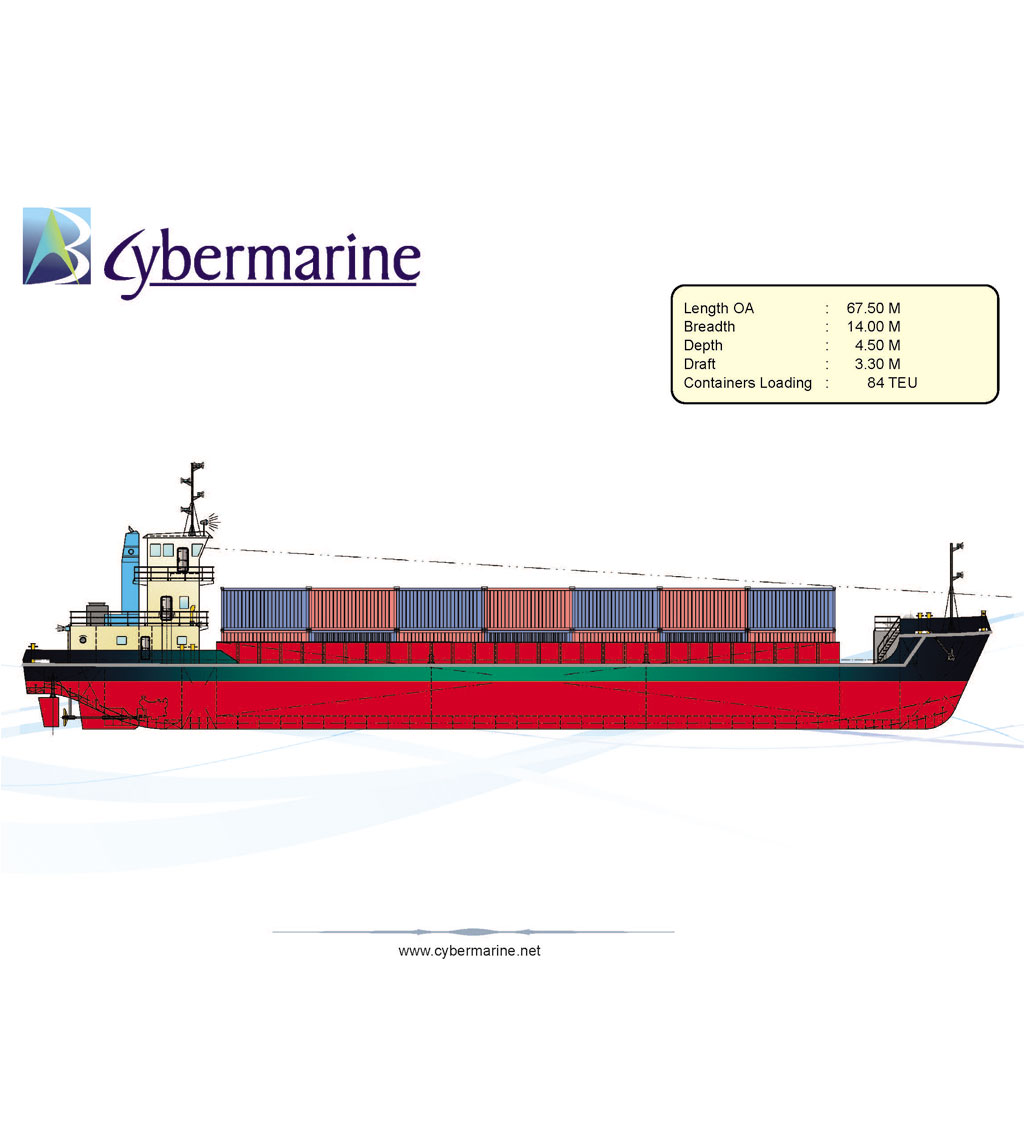 Cybermarine
Length OA : 67.50 M
Breadth : 14.00 M
Depth : 4.50 M
Draft : 3.30 M
Containers Loading : 84 TEU
www.cybermarine.net